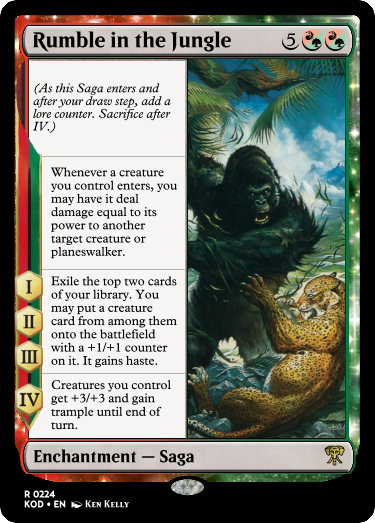 Rumble in the Jungle 5
(As this Saga enters and
after your draw step, add a
lore counter. Sacrifice after
IV.)
Whenever a creature
you control enters, you
may have it deal
damage equal to its
power to another
target creature or
planeswalker.
I
II
III
Exile the top two cards
of your library. You
may put a creature
card from among them
onto the battlefield
with a +1/+1 counter
on it. It gains haste.
IV
Creatures you control
get +3/+3 and gain
trample until end of
turn.
Enchantment — Saga
R 0224
KOD • EN Ken Kelly